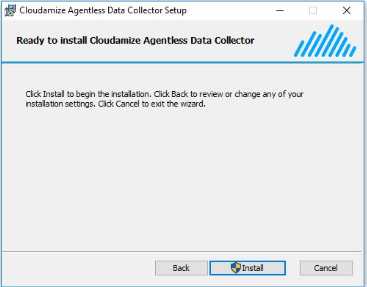 Cloudamize Agentless Data Collector Setup
Ready to install Cloudamize Agentless Data Collector
Click Install to begin the installation. Click Back to review or change any of your
installation settings. Click Cancel to exit the wizard.
Back
Install
Cancel